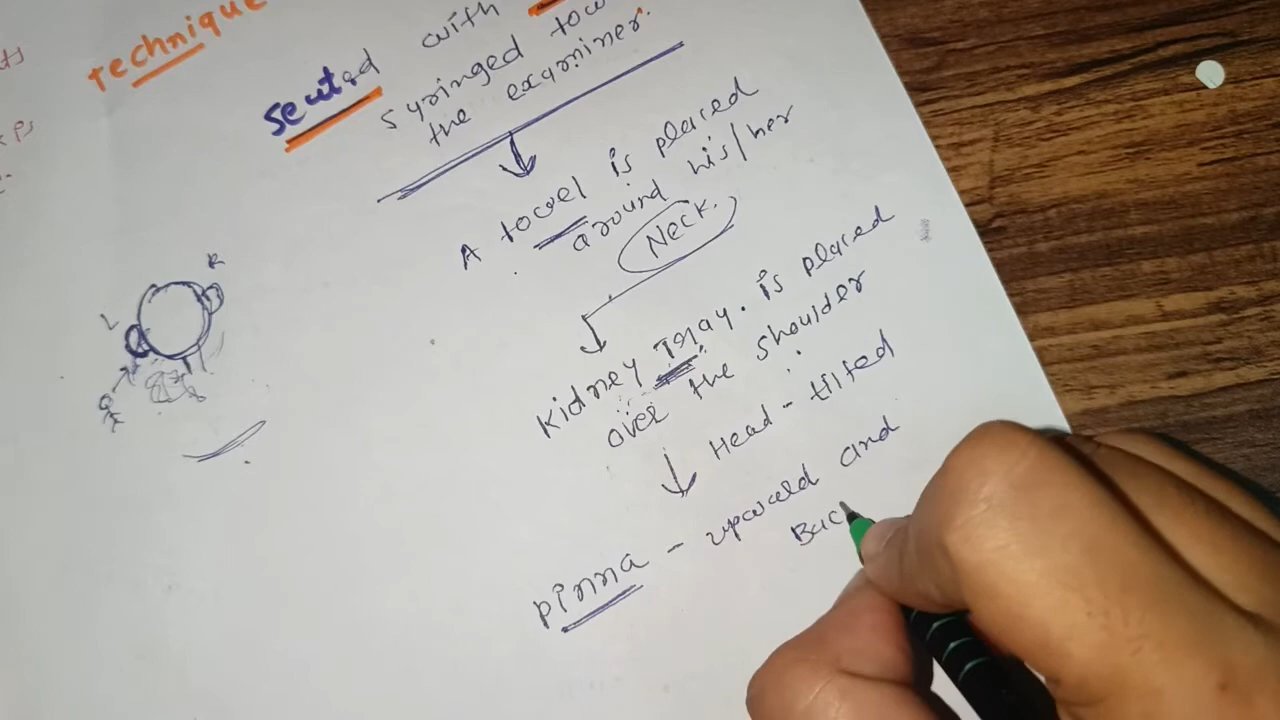 Technique
Seated with
syringed tow
the examiner.
A towel is placed
around his/her
Neck.
Kidney Tray. is placed
over the shoulder
Head - tilted
pinna - upward and
Bac
R
L